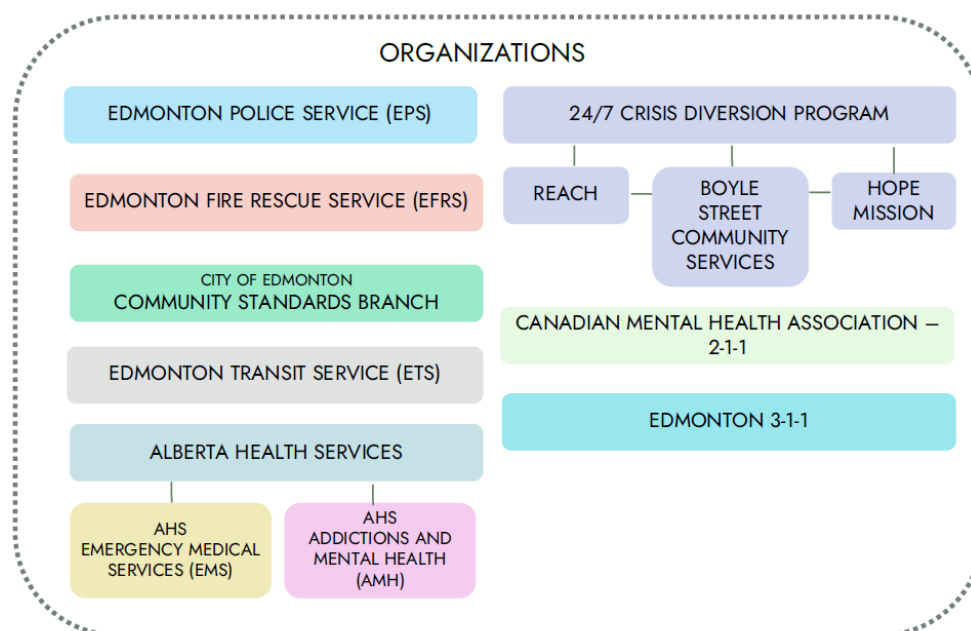 ORGANIZATIONS
EDMONTON POLICE SERVICE (EPS)
EDMONTON FIRE RESCUE SERVICE (EFRS)
CITY OF EDMONTON
COMMUNITY STANDARDS BRANCH
EDMONTON TRANSIT SERVICE (ETS)
ALBERTA HEALTH SERVICES
AHS
EMERGENCY MEDICAL
SERVICES (EMS)
AHS
ADDICTIONS AND
MENTAL HEALTH
(AMH)
24/7 CRISIS DIVERSION PROGRAM
REACH
BOYLE
STREET
COMMUNITY
SERVICES
HOPE
MISSION
CANADIAN MENTAL HEALTH ASSOCIATION –
2-1-1
EDMONTON 3-1-1